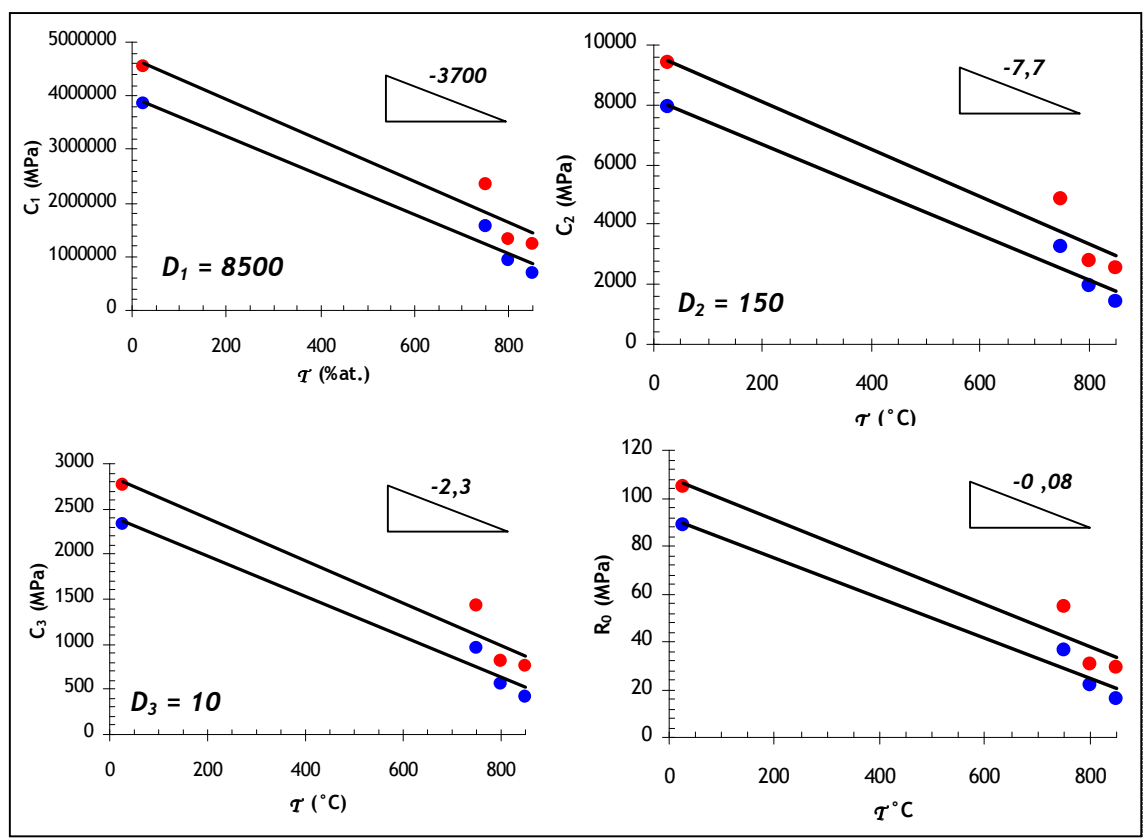 5000000
4000000
3000000
2000000
1000000
0
C₁ (MPa)
-3700
D₁ = 8500
0 200 400 600 800
T (%at.)
10000
8000
6000
4000
2000
0
C₂ (MPa)
-7,7
D₂ = 150
0 200 400 600 800
T (°C)
3000
2500
2000
1500
1000
500
0
C₃ (MPa)
-2,3
D₃ = 10
0 200 400 600 800
T (°C)
120
100
80
60
40
20
0
R₀ (MPa)
-0 ,08
0 200 400 600 800
T°C